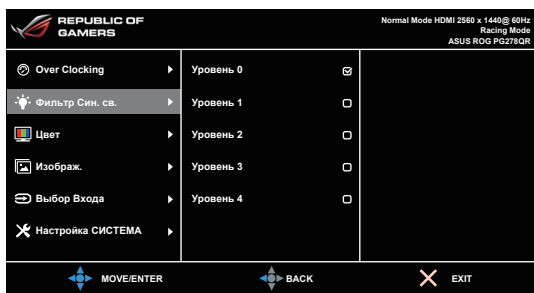 REPUBLIC OF
GAMERS
Normal Mode HDMI 2560 x 1440@ 60Hz
Racing Mode
ASUS ROG PG278QR
Over Clocking
Фильтр Син. св.
Цвет
Изображ.
Выбор Входа
Настройка СИСТЕМА
Уровень 0
Уровень 1
Уровень 2
Уровень 3
Уровень 4
MOVE/ENTER
BACK
EXIT